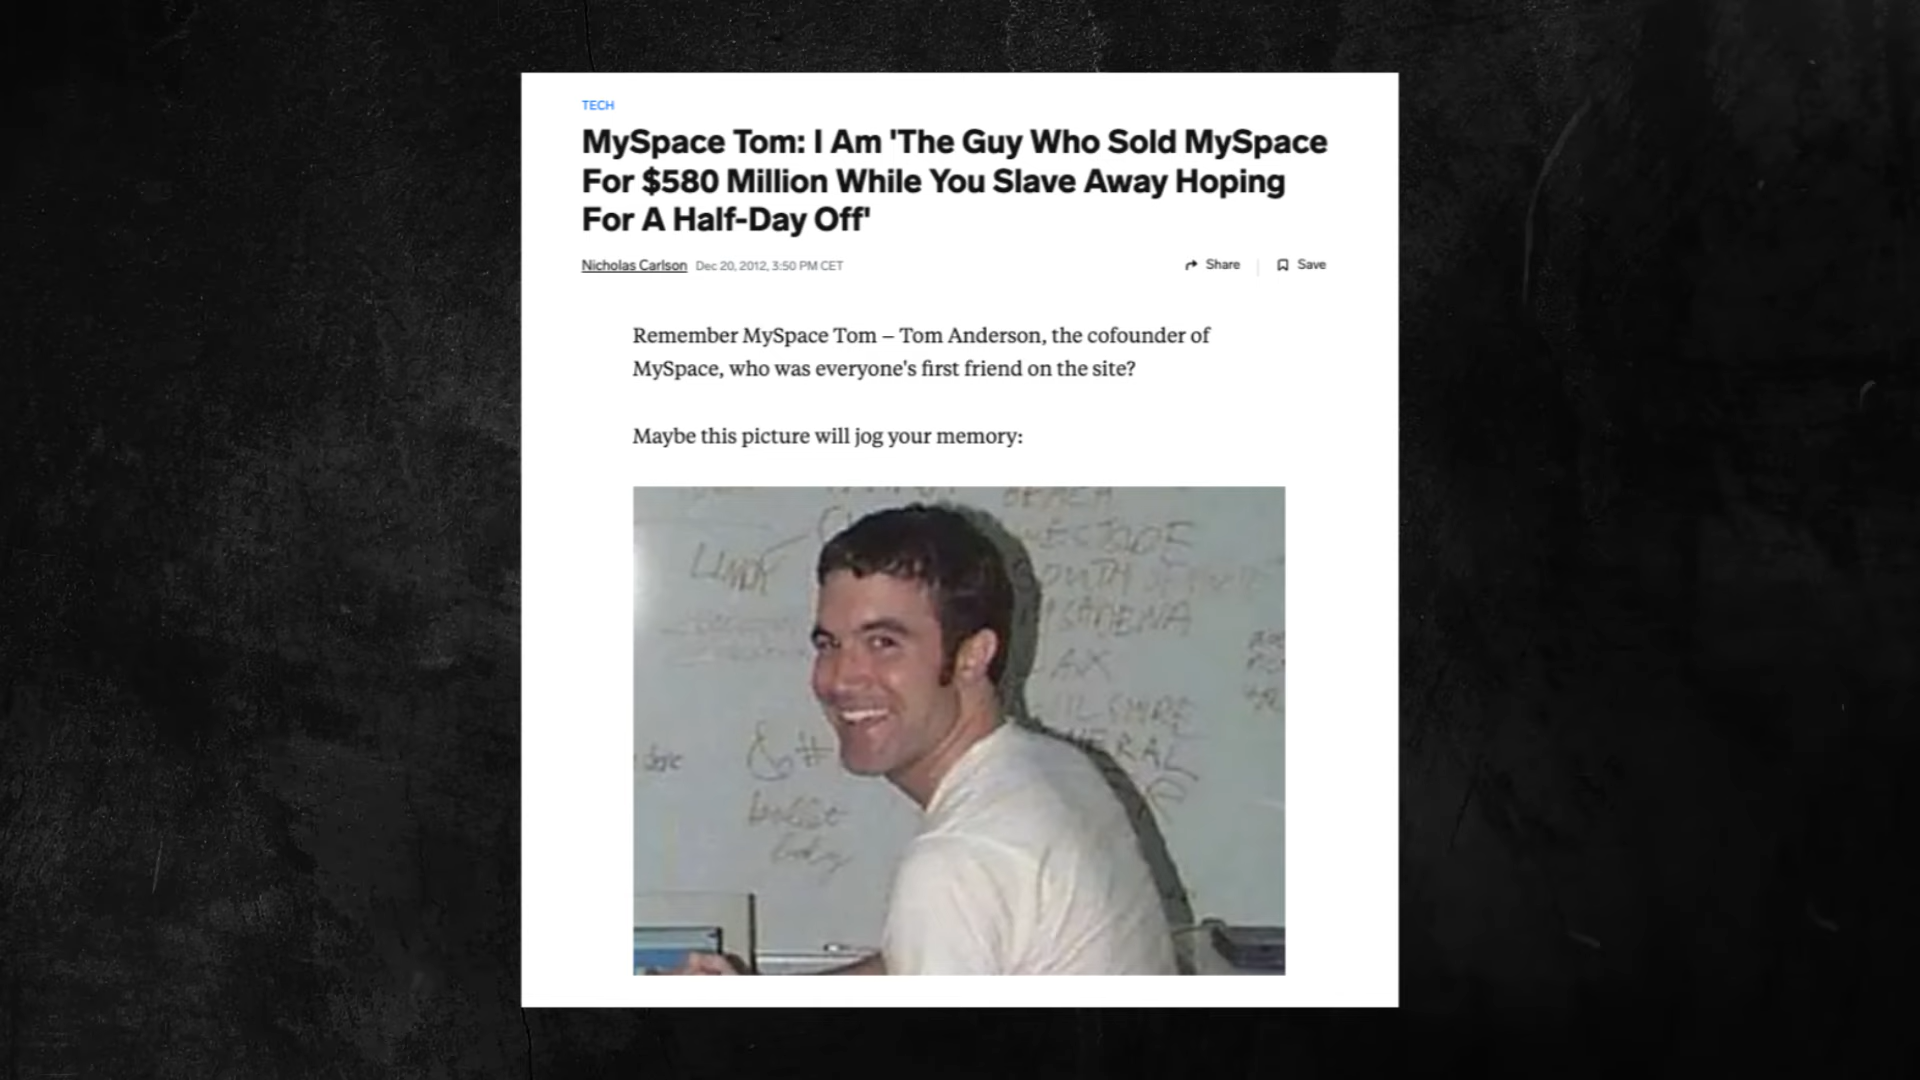 TECH
MySpace Tom: I Am 'The Guy Who Sold MySpace
For $580 Million While You Slave Away Hoping
For A Half-Day Off'
Nicholas Carlson Dec 20, 2012, 3:50 PM CET Share Save
Remember MySpace Tom – Tom Anderson, the cofounder of
MySpace, who was everyone's first friend on the site?
Maybe this picture will jog your memory: